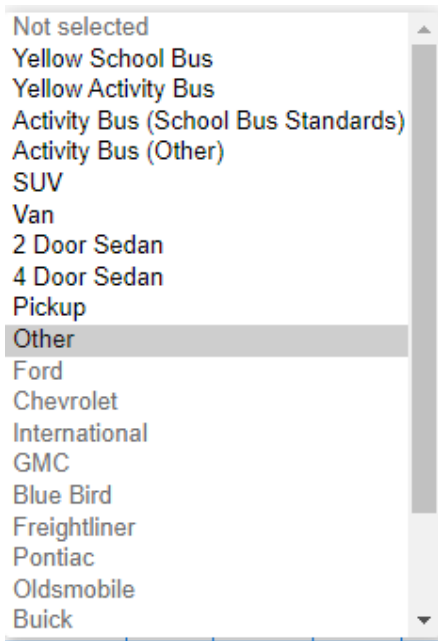 Not selected
Yellow School Bus
Yellow Activity Bus
Activity Bus (School Bus Standards)
Activity Bus (Other)
SUV
Van
2 Door Sedan
4 Door Sedan
Pickup
Other
Ford
Chevrolet
International
GMC
Blue Bird
Freightliner
Pontiac
Oldsmobile
Buick